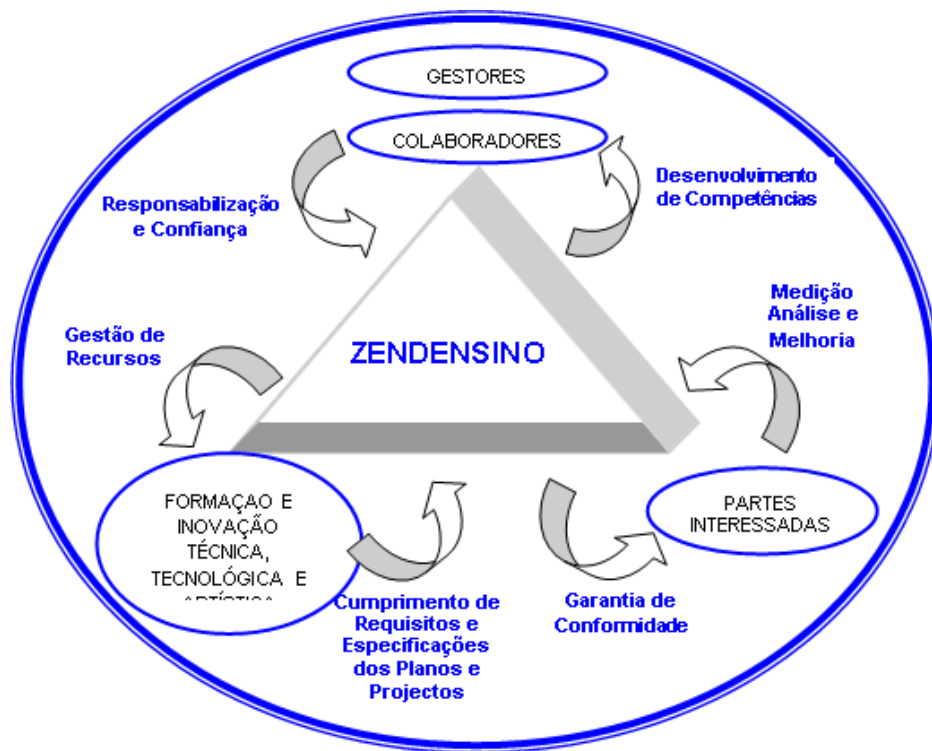 GESTORES
COLABORADORES
Responsabilização
e Confiança
Desenvolvimento
de Competências
Medição
Análise e
Melhoria
Gestão de
Recursos
ZENDENSINO
FORMAÇAO E
INOVAÇÃO
TÉCNICA,
TECNOLÓGICA E
PARTES
INTERESSADAS
Cumprimento de
Requisitos e
Especificações
dos Planos e
Projectos
Garantia de
Conformidade